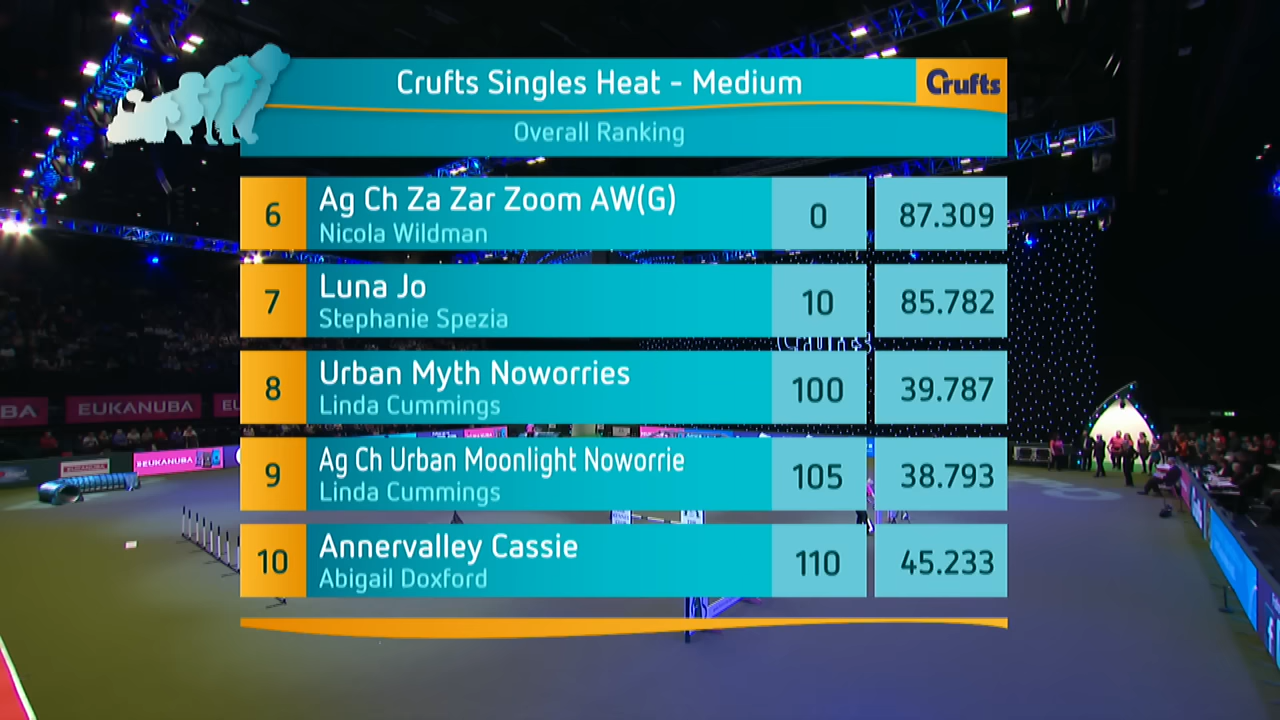 Crufts Singles Heat - Medium
Crufts
Overall Ranking
6 Ag Ch Za Zar Zoom AW(G) 0 87.309
Nicola Wildman
7 Luna Jo 10 85.782
Stephanie Spezia
8 Urban Myth Noworries 100 39.787
Linda Cummings
9 Ag Ch Urban Moonlight Noworrie 105 38.793
Linda Cummings
10 Annervalley Cassie 110 45.233
Abigail Doxford
BA EUKANUBA EU
EUKANUBA
EUKANUBA